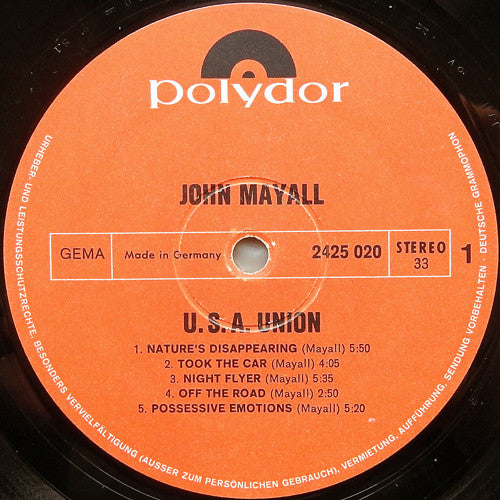 polydor
JOHN MAYALL
GEMA
Made in Germany
2425 020
STEREO
33
1
U. S. A. UNION
1. NATURE'S DISAPPEARING (Mayall) 5:50
2. TOOK THE CAR (Mayall) 4:05
3. NIGHT FLYER (Mayall) 5:35
4. OFF THE ROAD (Mayall) 2:50
5. POSSESSIVE EMOTIONS (Mayall) 5:20
URHEBER- UND LEISTUNGSSCHUTZRECHTE. BESONDERS VERVIELFÄLTIGUNG (AUSSER ZUM PERSÖNLICHEN GEBRAUCH), VERMIETUNG, AUFFÜHRUNG, SENDUNG VORBEHALTEN · DEUTSCHE GRAMMOPHON